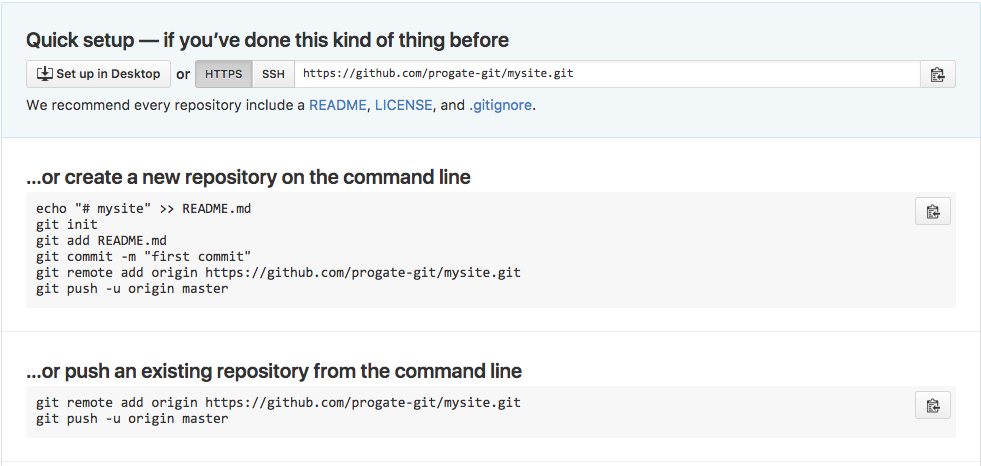 Quick setup — if you’ve done this kind of thing before
Set up in Desktop or HTTPS SSH https://github.com/progate-git/mysite.git
We recommend every repository include a README, LICENSE, and .gitignore.
…or create a new repository on the command line
echo "# mysite" >> README.md
git init
git add README.md
git commit -m "first commit"
git remote add origin https://github.com/progate-git/mysite.git
git push -u origin master
…or push an existing repository from the command line
git remote add origin https://github.com/progate-git/mysite.git
git push -u origin master